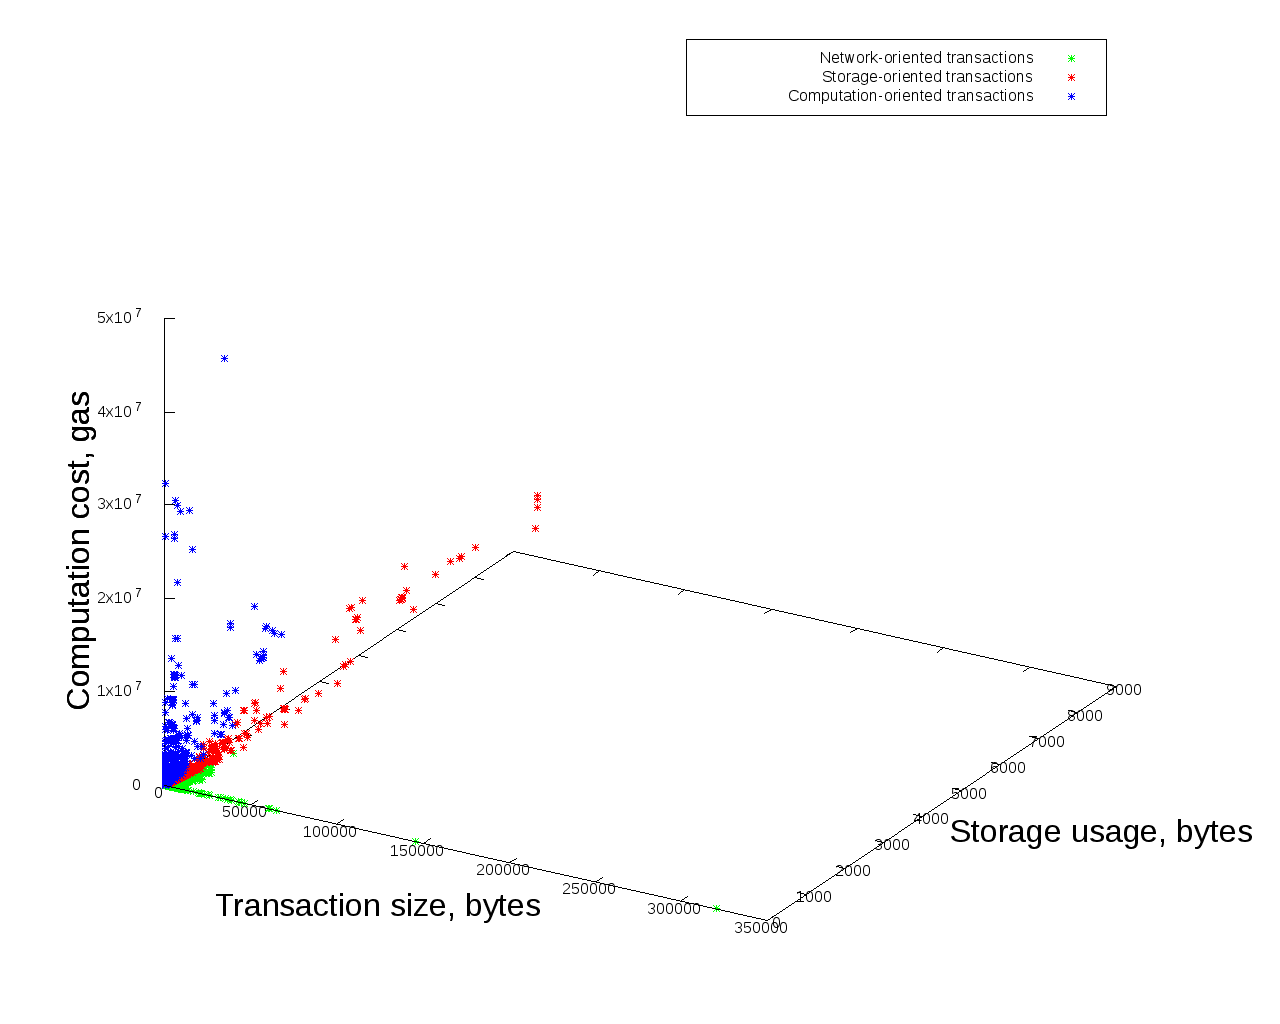 Network-oriented transactions
Storage-oriented transactions
Computation-oriented transactions
5x10 7
4x10 7
3x10 7
2x10 7
1x10 7
0
Computation cost, gas
0
50000
100000
150000
200000
250000
300000
350000
Transaction size, bytes
0
1000
2000
3000
4000
5000
6000
7000
8000
9000
Storage usage, bytes